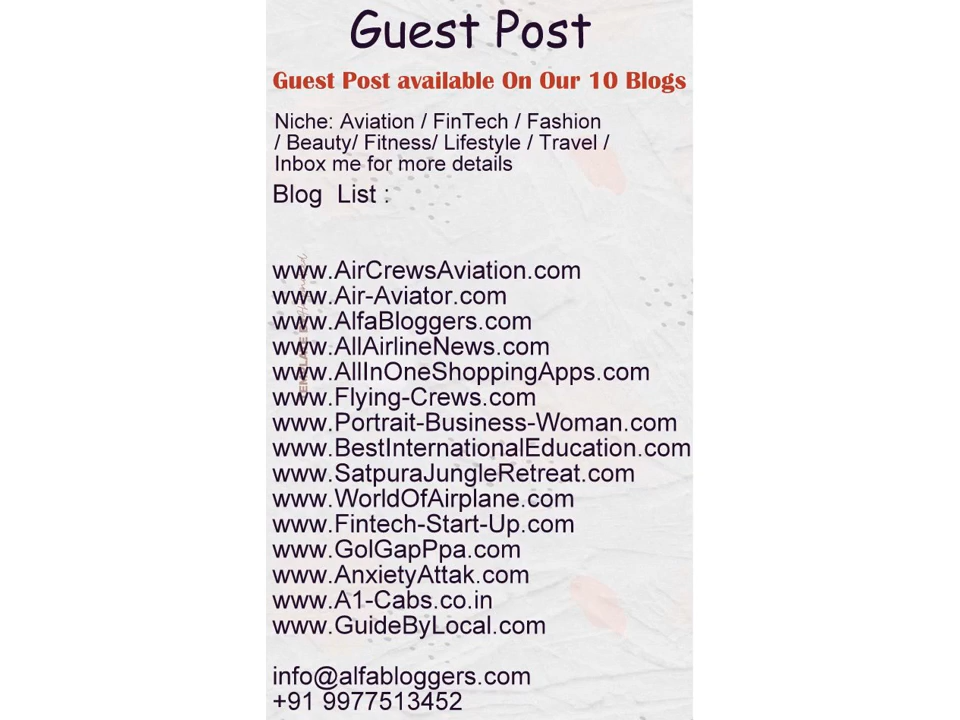 Guest Post
Guest Post available On Our 10 Blogs
Niche: Aviation / FinTech / Fashion
/ Beauty/ Fitness/ Lifestyle / Travel /
Inbox me for more details
Blog List :
www.AirCrewsAviation.com
www.Air-Aviator.com
www.AlfaBloggers.com
www.AllAirlineNews.com
www.AllInOneShoppingApps.com
www.Flying-Crews.com
www.Portrait-Business-Woman.com
www.BestInternationalEducation.com
www.SatpuraJungleRetreat.com
www.WorldOfAirplane.com
www.Fintech-Start-Up.com
www.GolGapPpa.com
www.AnxietyAttak.com
www.A1-Cabs.co.in
www.GuideByLocal.com
info@alfabloggers.com
+91 9977513452